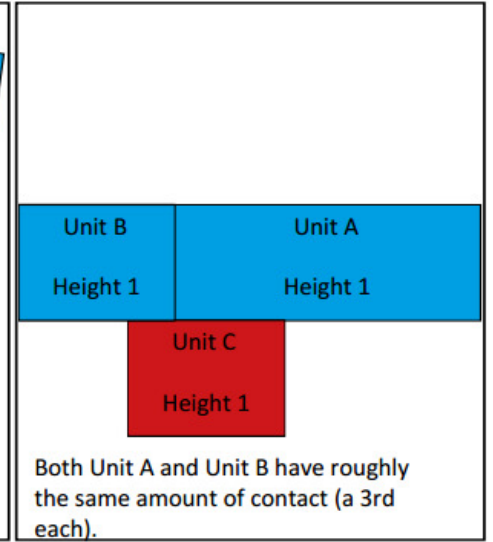 Unit B
Unit A
Height 1
Height 1
Unit C
Height 1
Both Unit A and Unit B have roughly
the same amount of contact (a 3rd
each).